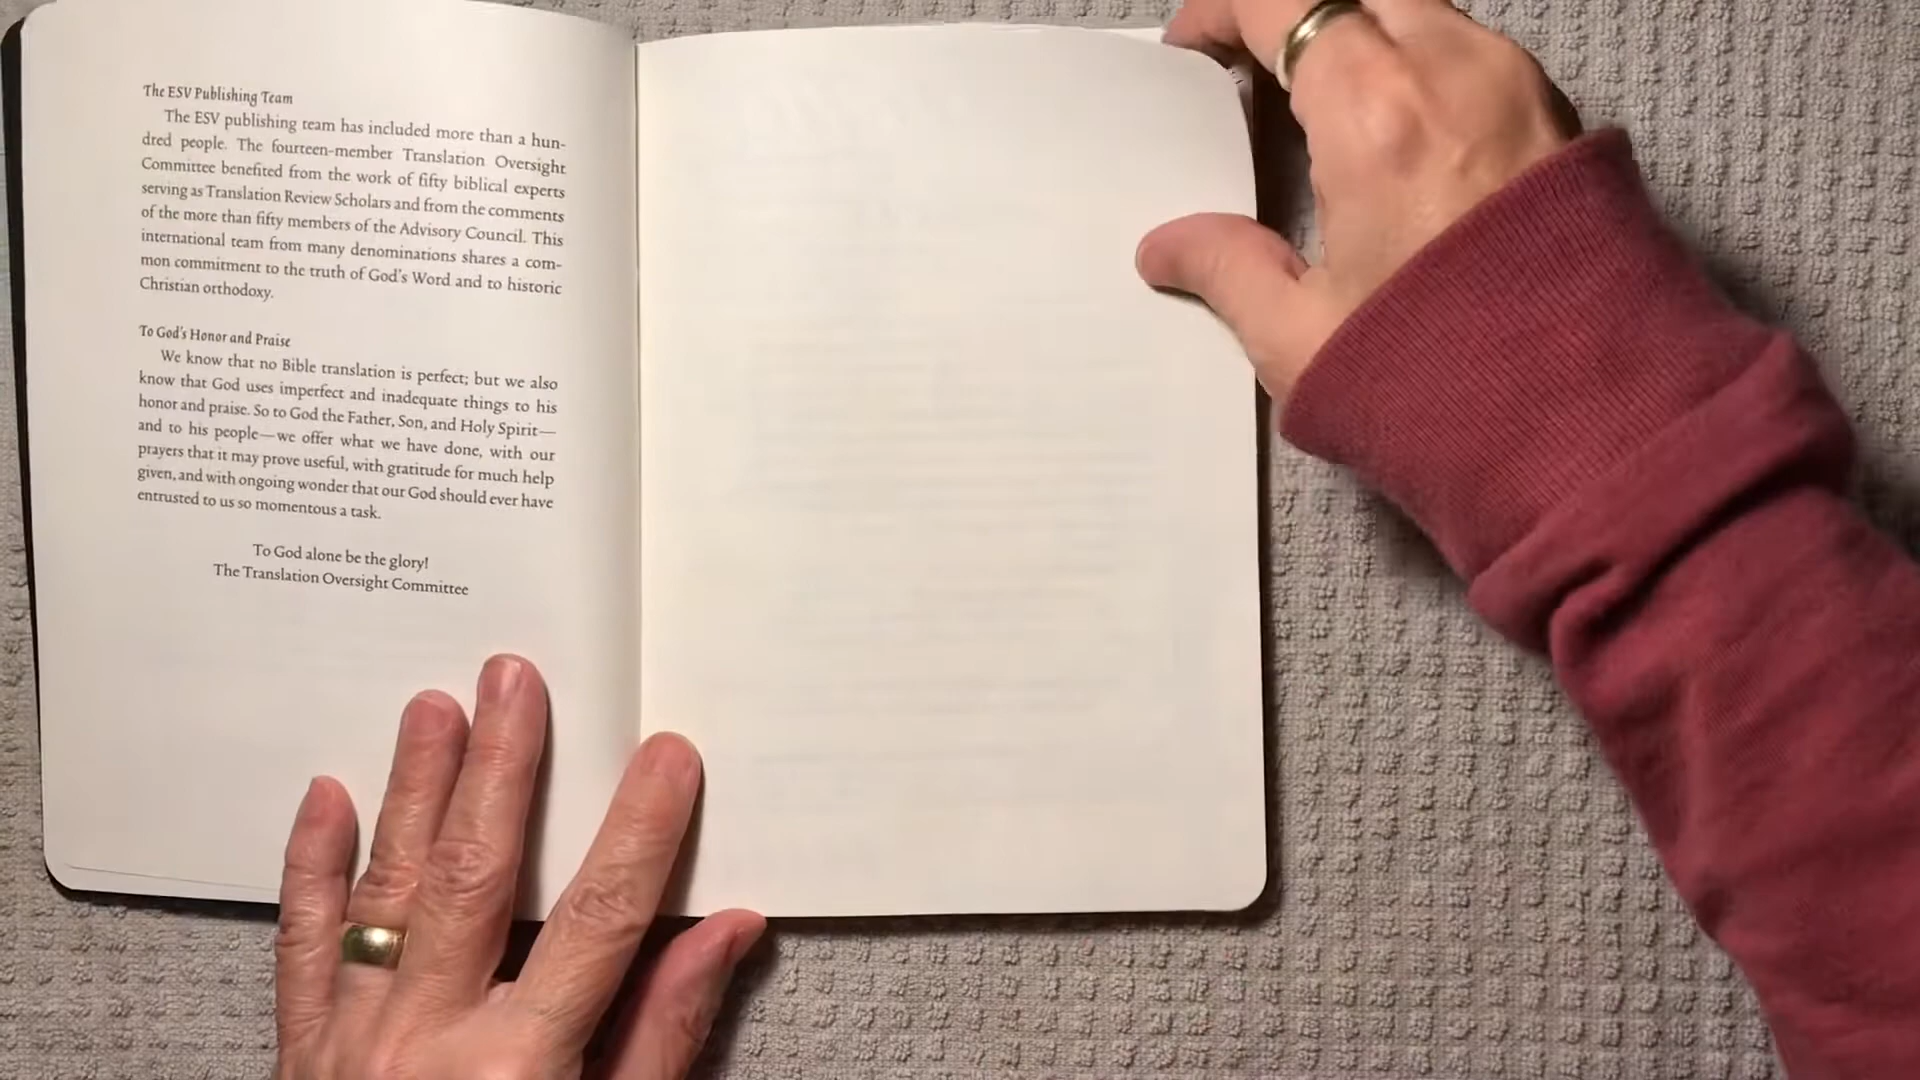 The ESV Publishing Team
The ESV publishing team has included more than a hun-
dred people. The fourteen-member Translation Oversight
Committee benefited from the work of fifty biblical experts
serving as Translation Review Scholars and from the comments
of the more than fifty members of the Advisory Council. This
international team from many denominations shares a com-
mon commitment to the truth of God's Word and to historic
Christian orthodoxy.
To God's Honor and Praise
We know that no Bible translation is perfect; but we also
know that God uses imperfect and inadequate things to his
honor and praise. So to God the Father, Son, and Holy Spirit—
and to his people—we offer what we have done, with our
prayers that it may prove useful, with gratitude for much help
given, and with ongoing wonder that our God should ever have
entrusted to us so momentous a task.
To God alone be the glory!
The Translation Oversight Committee